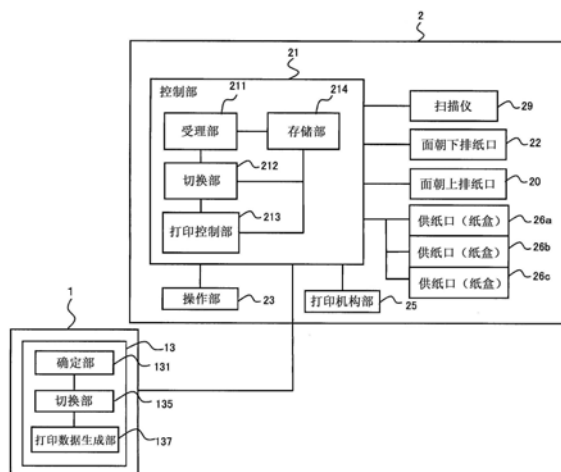 2
21
控制部
211
214
受理部
存储部
扫描仪
29
切换部
212
面朝下排纸口
22
打印控制部
213
面朝上排纸口
20
供纸口（纸盒）
26a
供纸口（纸盒）
26b
供纸口（纸盒）
26c
操作部
23
打印机构部
25
1
13
确定部
131
切换部
135
打印数据生成部
137